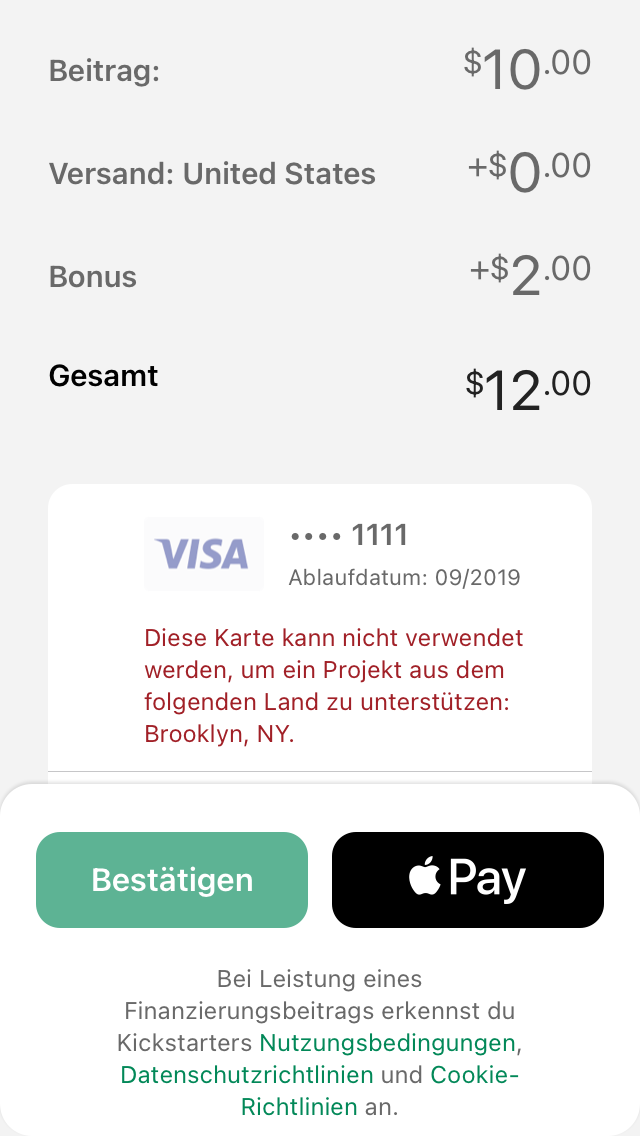 Beitrag: $10.00
Versand: United States +$0.00
Bonus +$2.00
Gesamt $12.00
VISA •••• 1111
Ablaufdatum: 09/2019
Diese Karte kann nicht verwendet
werden, um ein Projekt aus dem
folgenden Land zu unterstützen:
Brooklyn, NY.
Bestätigen Pay
Bei Leistung eines
Finanzierungsbeitrags erkennst du
Kickstarters Nutzungsbedingungen,
Datenschutzrichtlinien und Cookie-
Richtlinien an.